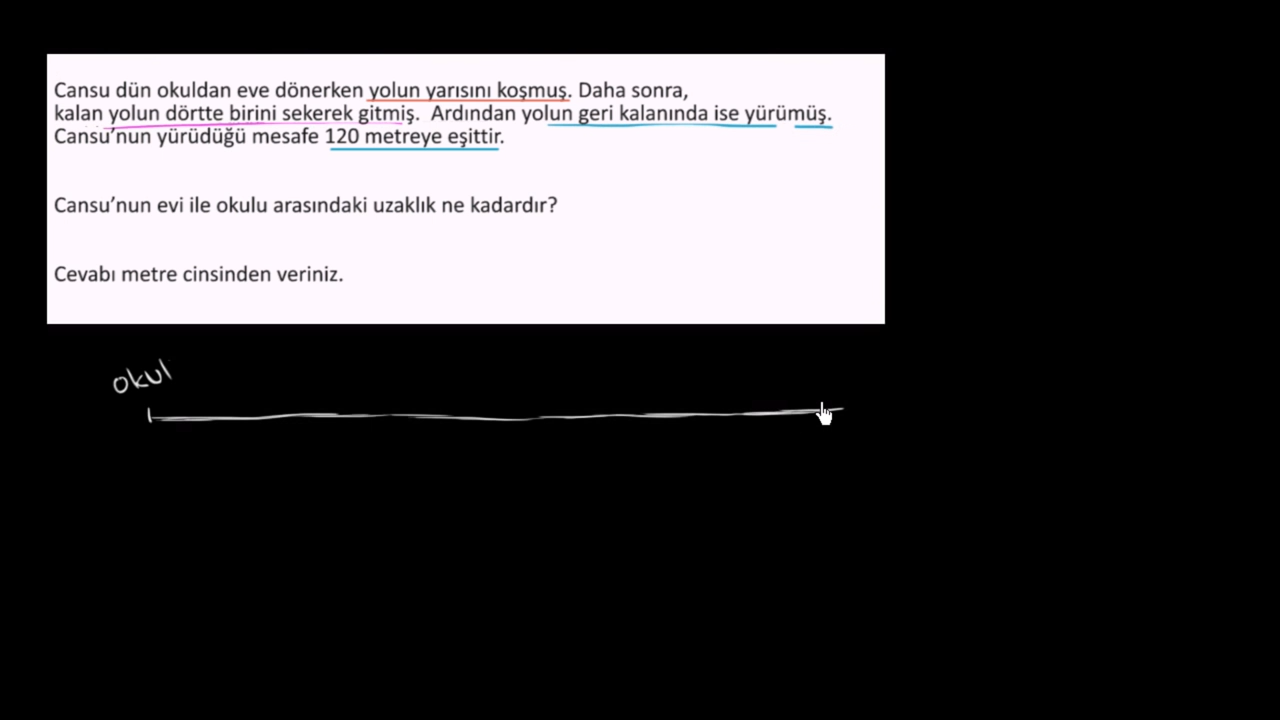 Cansu dün okuldan eve dönerken yolun yarısını koşmuş. Daha sonra,
kalan yolun dörtte birini sekerek gitmiş. Ardından yolun geri kalanında ise yürümüş.
Cansu'nun yürüdüğü mesafe 120 metreye eşittir.
Cansu'nun evi ile okulu arasındaki uzaklık ne kadardır?
Cevabı metre cinsinden veriniz.
okul